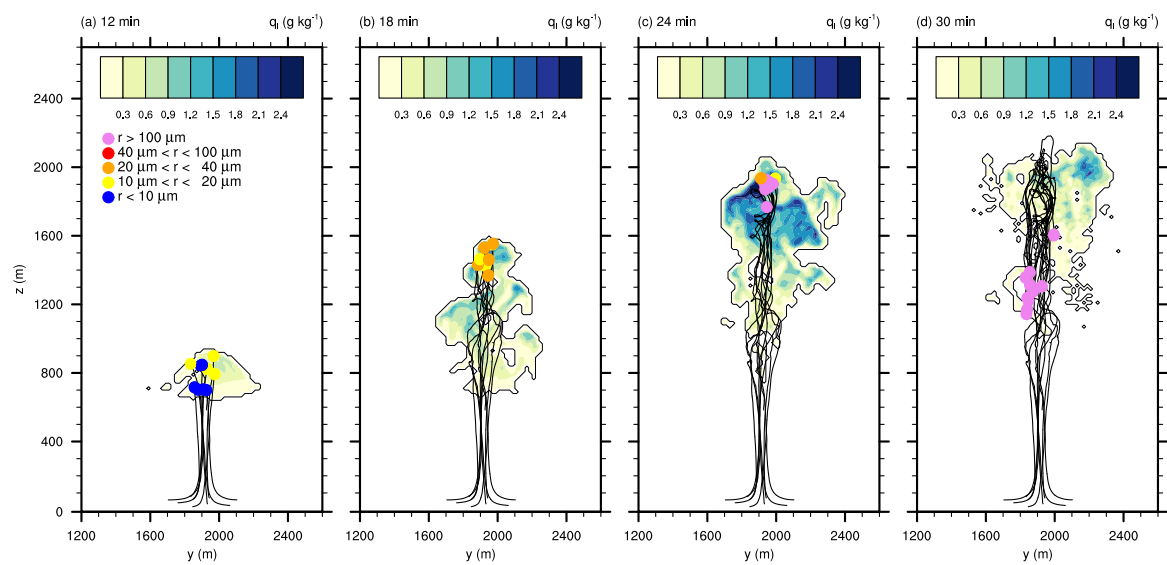 (a) 12 min qₗ (g kg⁻¹)
(b) 18 min qₗ (g kg⁻¹)
(c) 24 min qₗ (g kg⁻¹)
(d) 30 min qₗ (g kg⁻¹)
0.3 0.6 0.9 1.2 1.5 1.8 2.1 2.4
0.3 0.6 0.9 1.2 1.5 1.8 2.1 2.4
0.3 0.6 0.9 1.2 1.5 1.8 2.1 2.4
0.3 0.6 0.9 1.2 1.5 1.8 2.1 2.4
r > 100 μm
40 μm < r < 100 μm
20 μm < r < 40 μm
10 μm < r < 20 μm
r < 10 μm
z (m)
2400
2000
1600
1200
800
400
0
1200 1600 2000 2400
1200 1600 2000 2400
1200 1600 2000 2400
1200 1600 2000 2400
y (m)
y (m)
y (m)
y (m)